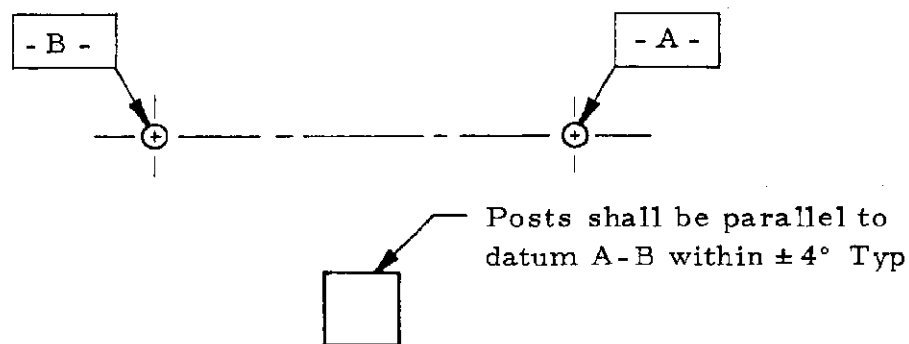 - B -
- A -
Posts shall be parallel to
datum A-B within ± 4° Typ